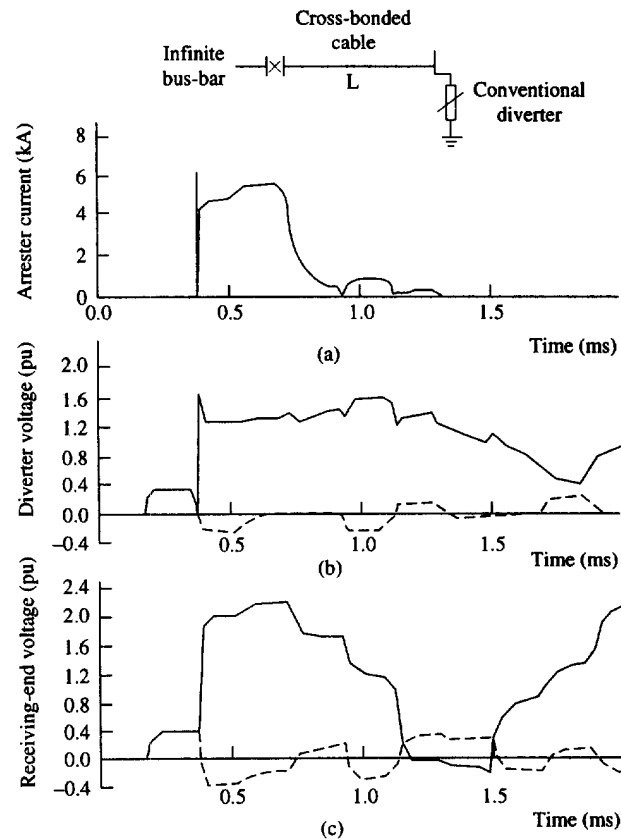 Cross-bonded
cable
Infinite
bus-bar
L
Conventional
diverter
Arrester current (kA)
8
6
4
2
0
0.0 0.5 1.0 1.5
Time (ms)
(a)
Diverter voltage (pu)
2.0
1.6
1.2
0.8
0.4
0.0
−0.4
0.5 1.0 1.5
Time (ms)
(b)
Receiving-end voltage (pu)
2.4
2.0
1.6
1.2
0.8
0.4
0.0
−0.4
0.5 1.0 1.5
Time (ms)
(c)